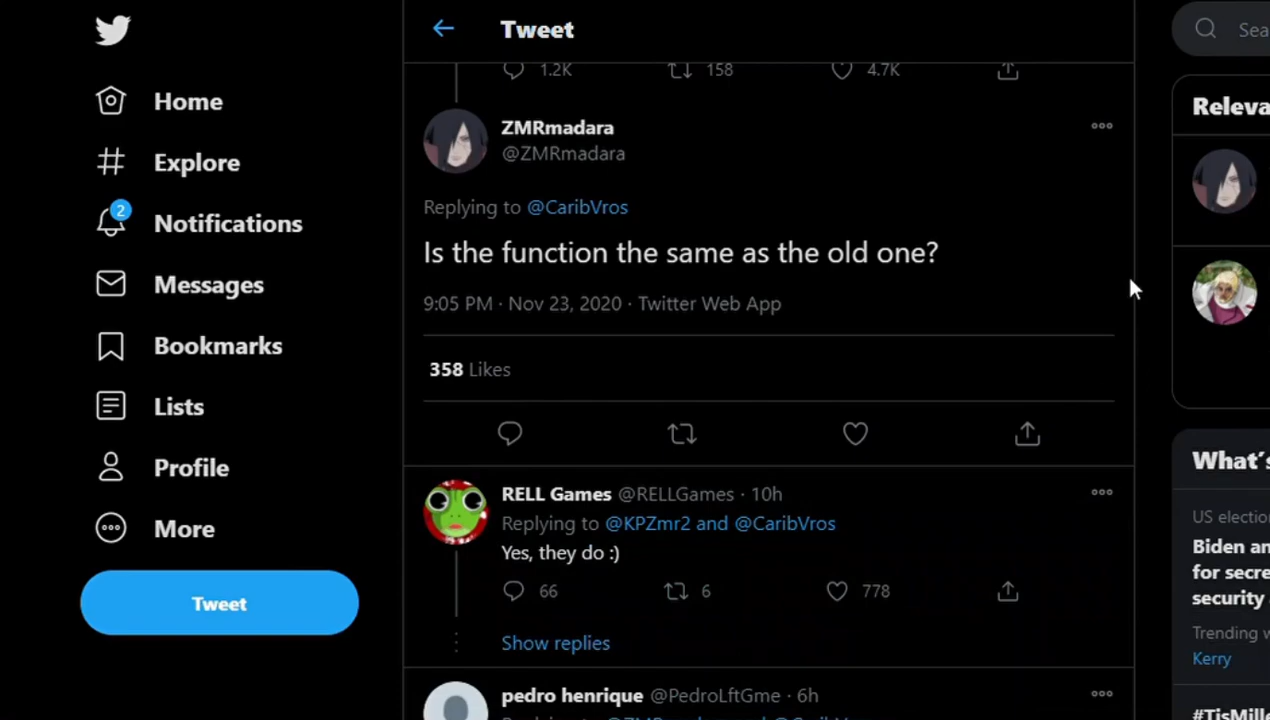 Home
Explore
2
Notifications
Messages
Bookmarks
Lists
Profile
More
Tweet
Tweet
1.2K 158 4.7K
ZMRmadara
@ZMRmadara
Replying to @CaribVros
Is the function the same as the old one?
9:05 PM · Nov 23, 2020 · Twitter Web App
358 Likes
RELL Games @RELLGames · 10h
Replying to @KPZmr2 and @CaribVros
Yes, they do :)
66 6 778
Show replies
pedro henrique @PedroLftGme · 6h
Sea
Releva
What's
US election
Biden an
for secre
security
Trending w
Kerry
#TisMille